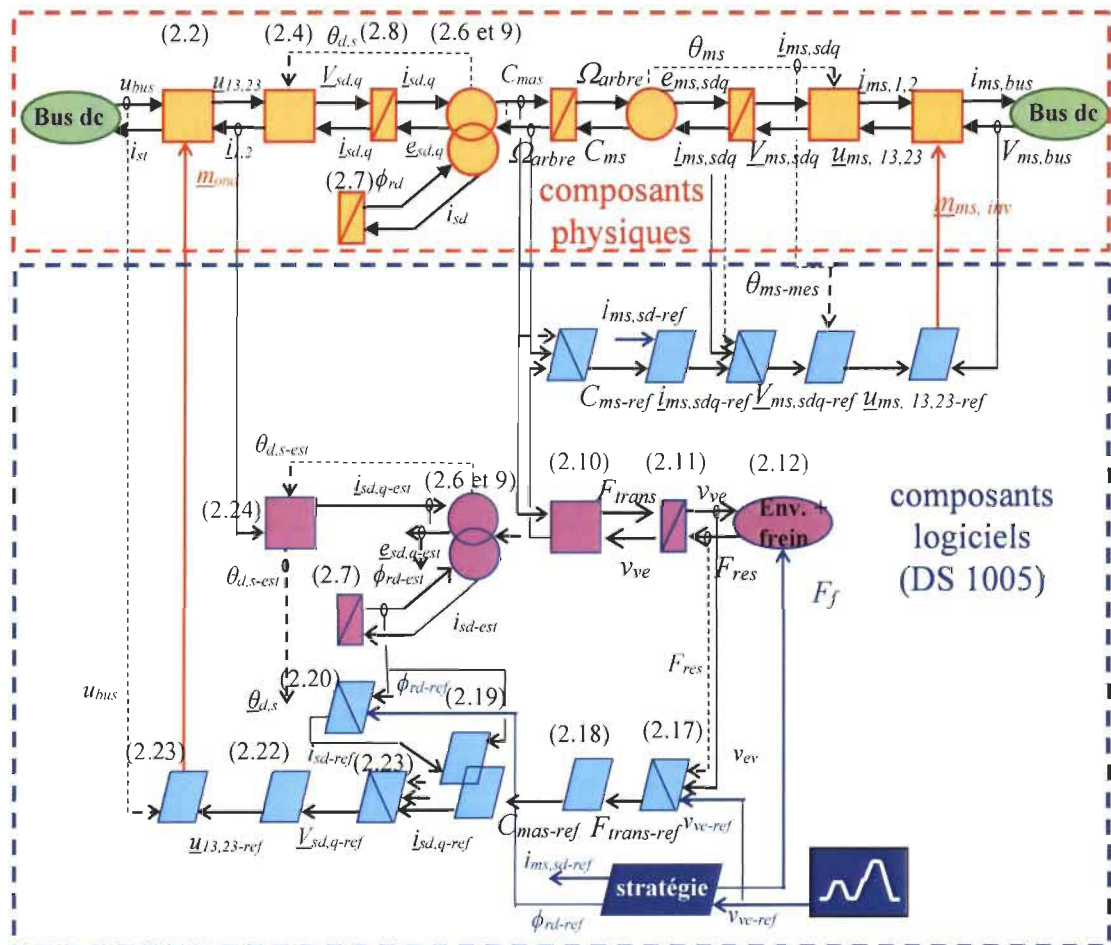 (2.2)
(2.4)
θd,s
(2.8)
(2.6 et 9)
θms
ims,sdq
ubus
u13,23
Vsd,q
isd,q
Cmas
Ωarbre
ems,sdq
ims,1,2
ims,bus
Bus dc
Bus dc
ist
i1,2
isd,q
esd,q
Ωarbre
Cms
ims,sdq
Vms,sdq
ums, 13,23
Vms,bus
mond
(2.7)
ϕrd
isd
composants
physiques
mms, inv
θms-mes
ims,sd-ref
Cms-ref
ims,sdq-ref
Vms,sdq-ref
ums, 13,23-ref
θd,s-est
(2.24)
isd,q-est
(2.6 et 9)
(2.10)
Ftrans
(2.11)
vve
(2.12)
Env. +
frein
composants
logiciels
(DS 1005)
θd,s-est
esd,q-est
ϕrd-est
(2.7)
isd-est
vve
Fres
Ff
Fres
ubus
θd,s
(2.20)
ϕrd-ref
(2.19)
(2.18)
(2.17)
vev
(2.23)
(2.22)
isd-ref
(2.23)
u13,23-ref
Vsd,q-ref
isd,q-ref
Cmas-ref
Ftrans-ref
vve-ref
ims,sd-ref
stratégie
ϕrd-ref
vve-ref